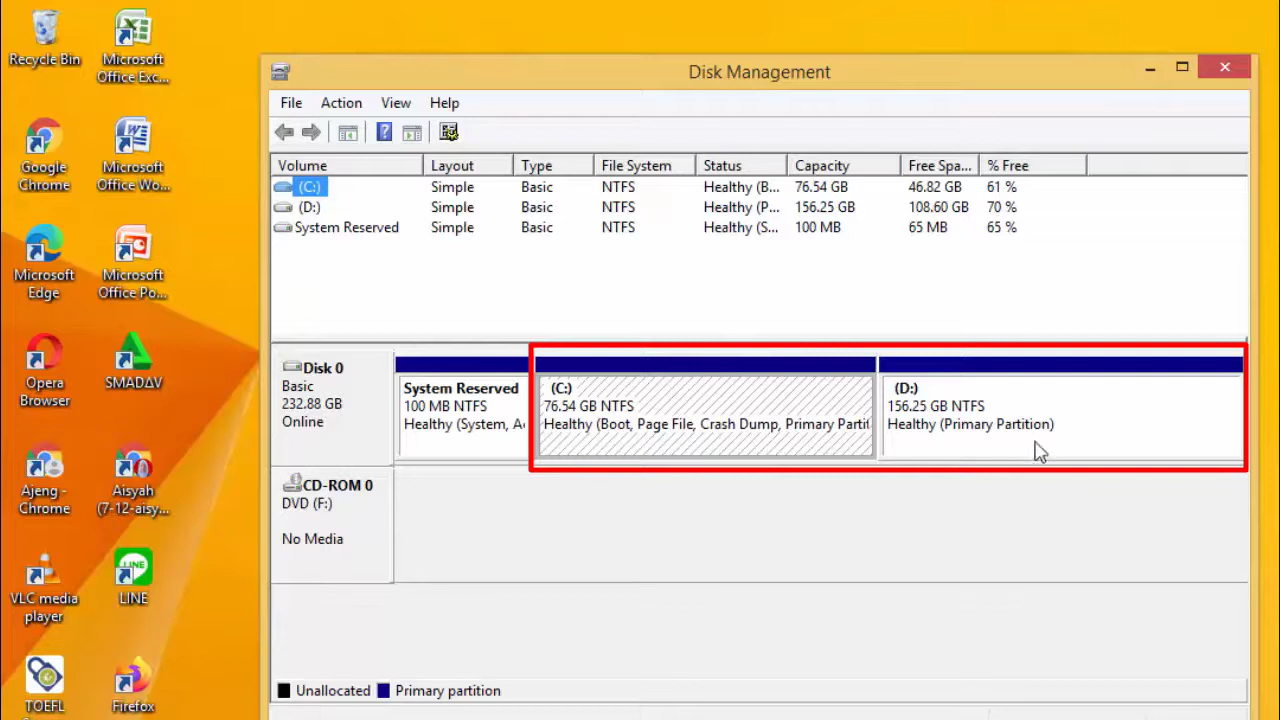 Recycle Bin
Microsoft
Office Exc...
Google
Chrome
Microsoft
Office Wo...
Microsoft
Edge
Microsoft
Office Po...
Opera
Browser
SMADΔV
Ajeng -
Chrome
Aisyah
(7-12-aisy...
VLC media
player
LINE
TOEFL
Firefox
Disk Management
File Action View Help
Volume Layout Type File System Status Capacity Free Spa... % Free
(C:) Simple Basic NTFS Healthy (B... 76.54 GB 46.82 GB 61 %
(D:) Simple Basic NTFS Healthy (P... 156.25 GB 108.60 GB 70 %
System Reserved Simple Basic NTFS Healthy (S... 100 MB 65 MB 65 %
Disk 0
Basic
232.88 GB
Online
System Reserved
100 MB NTFS
Healthy (System, A
(C:)
76.54 GB NTFS
Healthy (Boot, Page File, Crash Dump, Primary Partit
(D:)
156.25 GB NTFS
Healthy (Primary Partition)
CD-ROM 0
DVD (F:)
No Media
Unallocated Primary partition